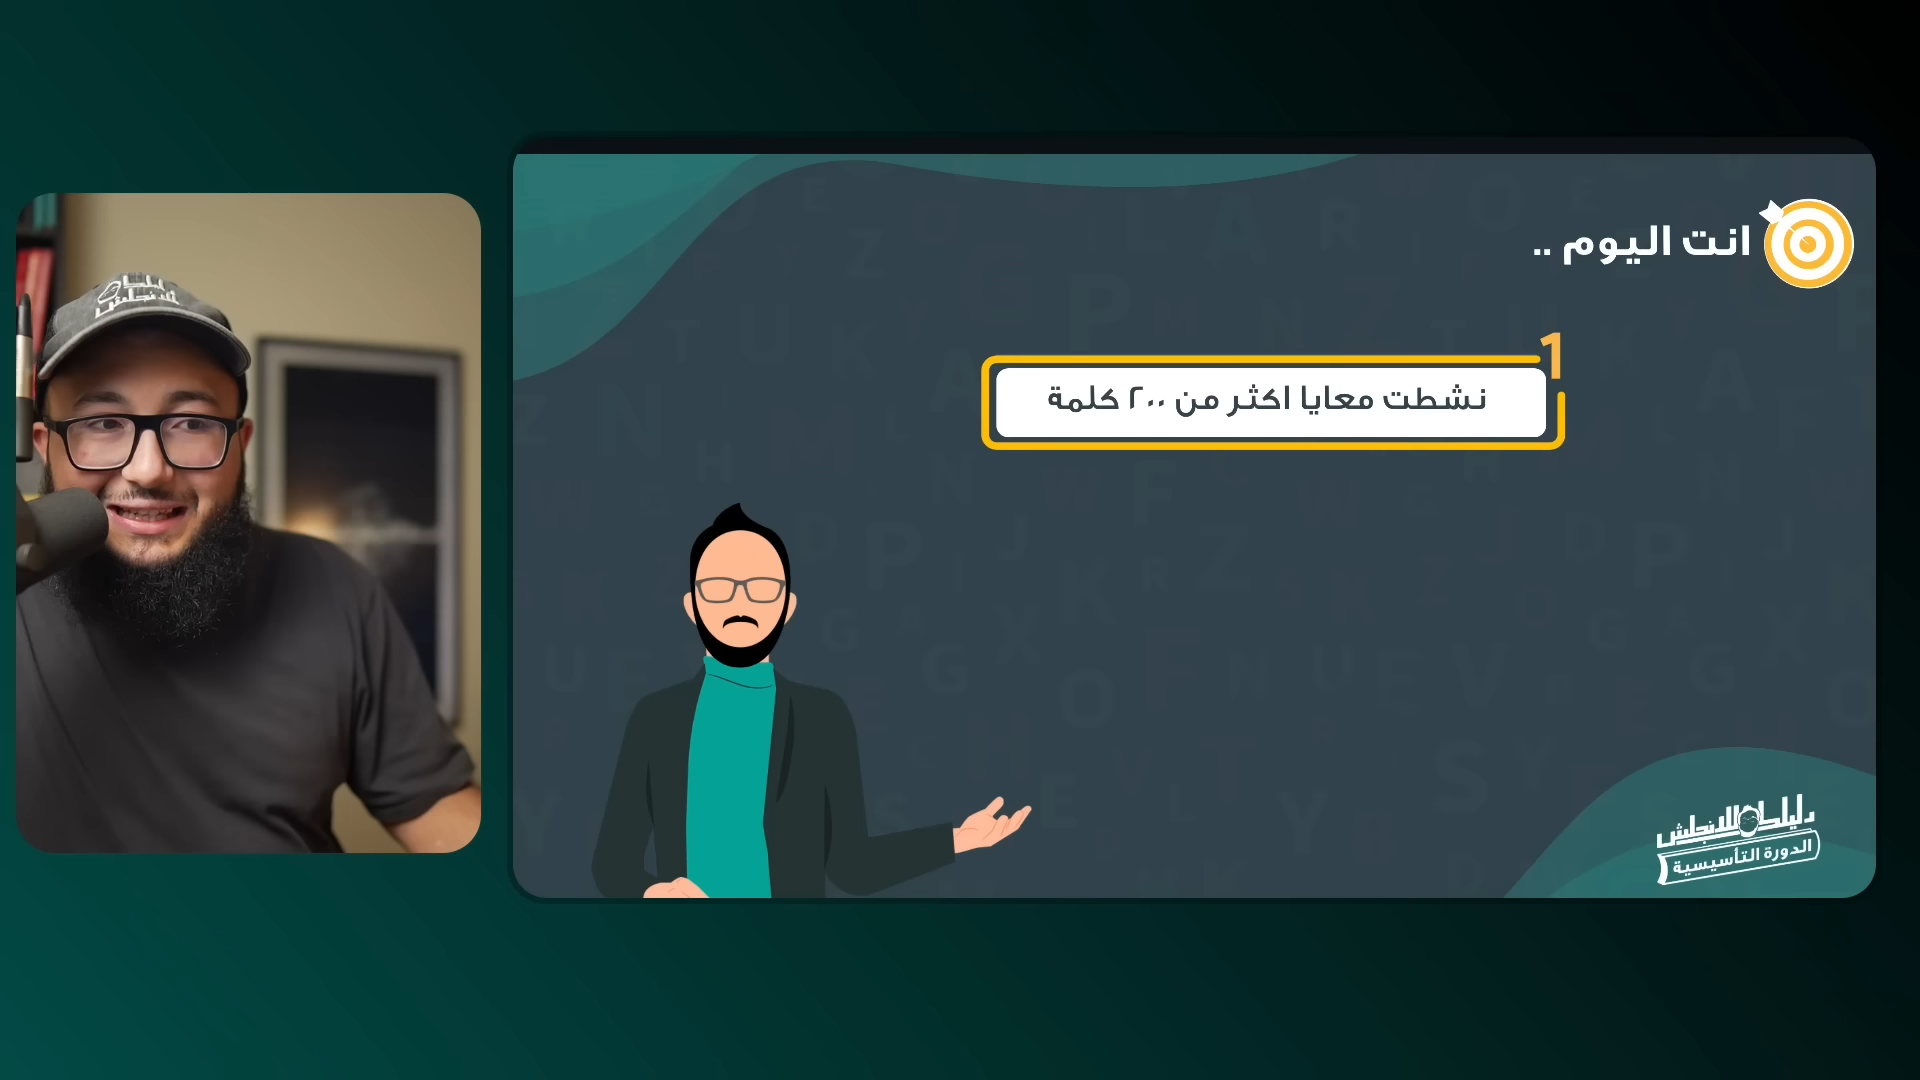 انت اليوم ..
1
نشطت معايا اكثر من ٢٠٠ كلمة
دليلك للانجلش
الدورة التأسيسية